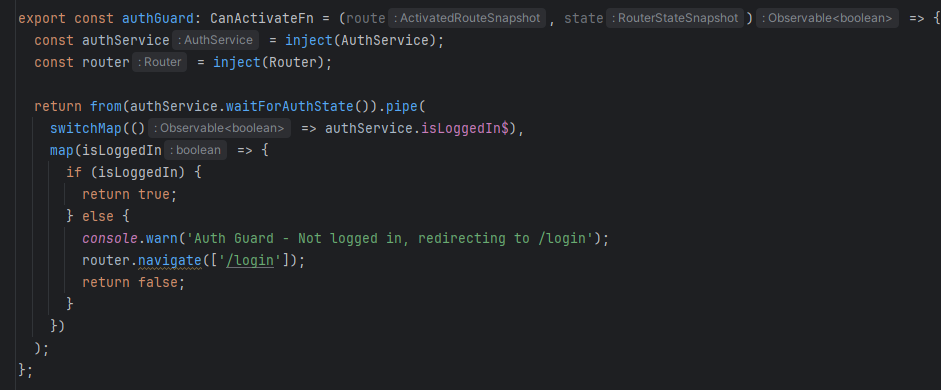 export const authGuard: CanActivateFn = (route : ActivatedRouteSnapshot , state : RouterStateSnapshot ) : Observable<boolean> => {
  const authService : AuthService = inject(AuthService);
  const router : Router = inject(Router);
  return from(authService.waitForAuthState()).pipe(
    switchMap(() : Observable<boolean> => authService.isLoggedIn$),
    map(isLoggedIn : boolean => {
      if (isLoggedIn) {
        return true;
      } else {
        console.warn('Auth Guard - Not logged in, redirecting to /login');
        router.navigate(['/login']);
        return false;
      }
    })
  );
};